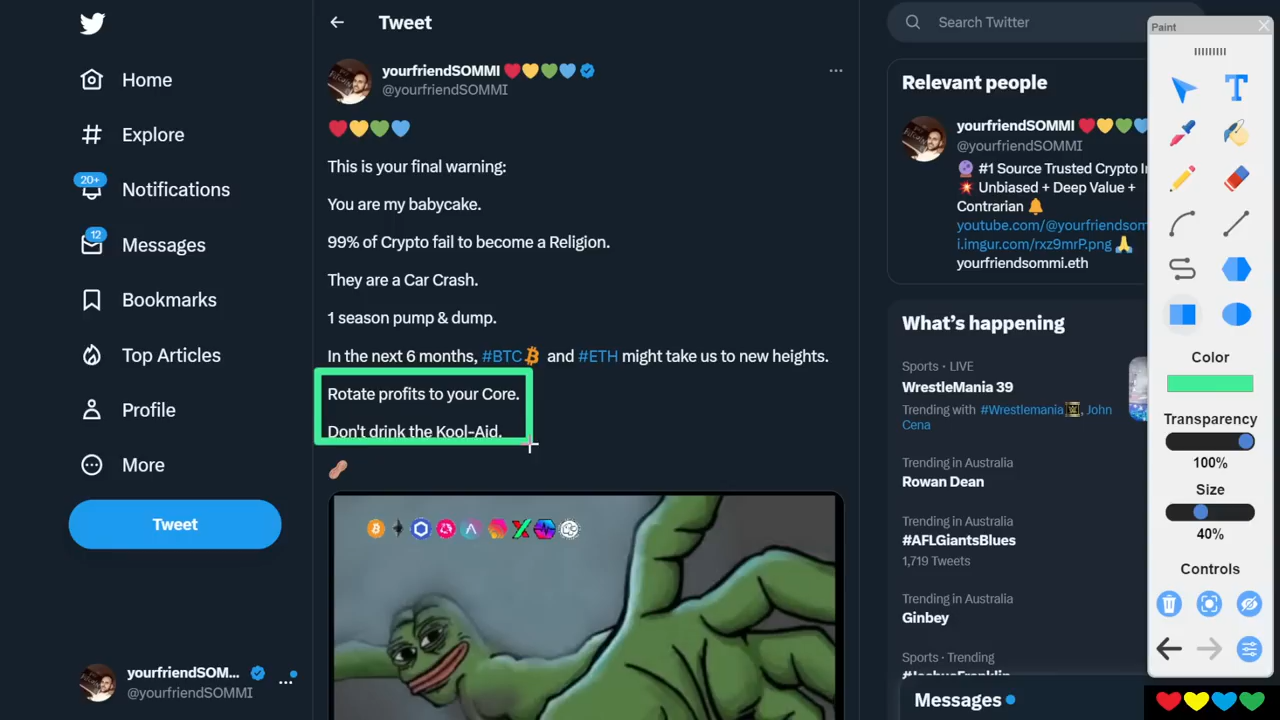 Tweet
Search Twitter
Paint
Home
Explore
20+
Notifications
12
Messages
Bookmarks
Top Articles
Profile
More
Tweet
yourfriendSOMM...
@yourfriendSOMMI
yourfriendSOMMI
@yourfriendSOMMI
This is your final warning:
You are my babycake.
99% of Crypto fail to become a Religion.
They are a Car Crash.
1 season pump & dump.
In the next 6 months, #BTC and #ETH might take us to new heights.
Rotate profits to your Core.
Don't drink the Kool-Aid.
Relevant people
yourfriendSOMMI
@yourfriendSOMMI
#1 Source Trusted Crypto
Unbiased + Deep Value +
Contrarian
youtube.com/@yourfriendsom
i.imgur.com/rxz9mrP.png
yourfriendsommi.eth
What's happening
Sports · LIVE
WrestleMania 39
Trending with #Wrestlemania, John
Cena
Trending in Australia
Rowan Dean
Trending in Australia
#AFLGiantsBlues
1,719 Tweets
Trending in Australia
Ginbey
Sports · Trending
Messages
Color
Transparency
100%
Size
40%
Controls